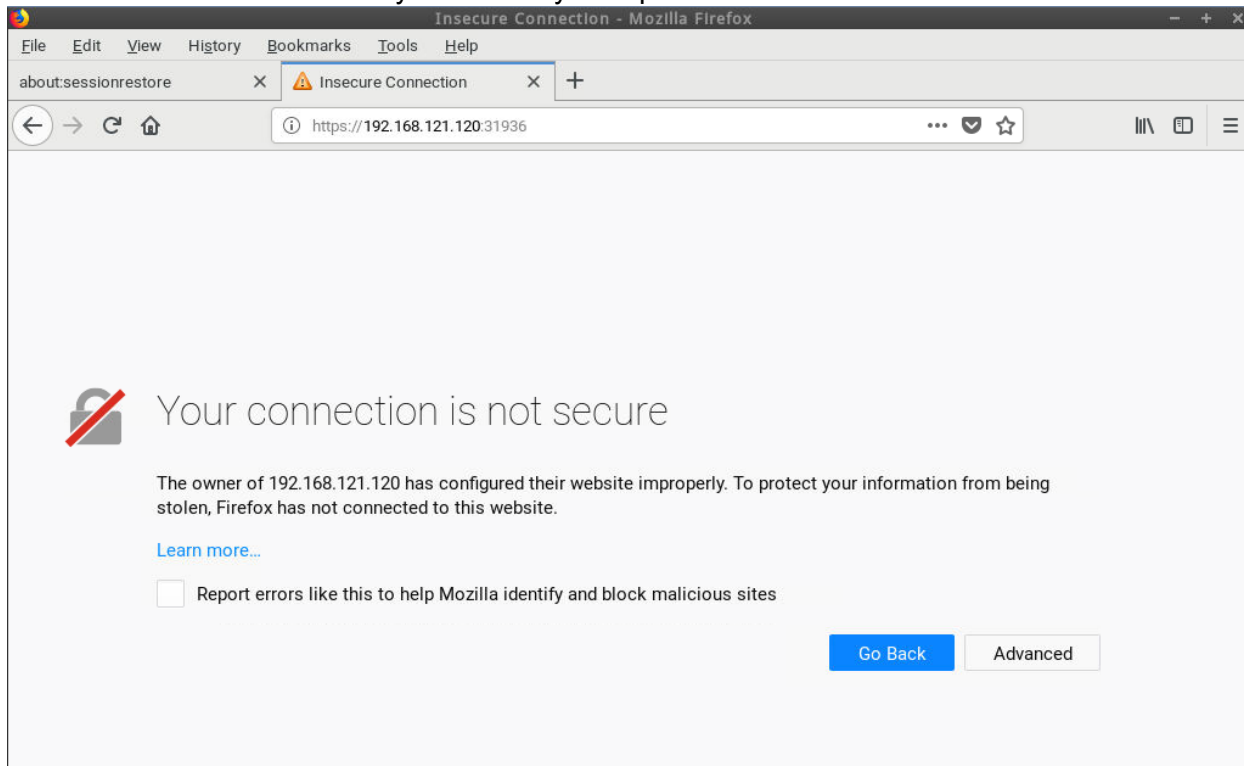 Insecure Connection - Mozilla Firefox
File Edit View History Bookmarks Tools Help
about:sessionrestore Insecure Connection
https://192.168.121.120:31936
Your connection is not secure
The owner of 192.168.121.120 has configured their website improperly. To protect your information from being
stolen, Firefox has not connected to this website.
Learn more…
Report errors like this to help Mozilla identify and block malicious sites
Go Back Advanced